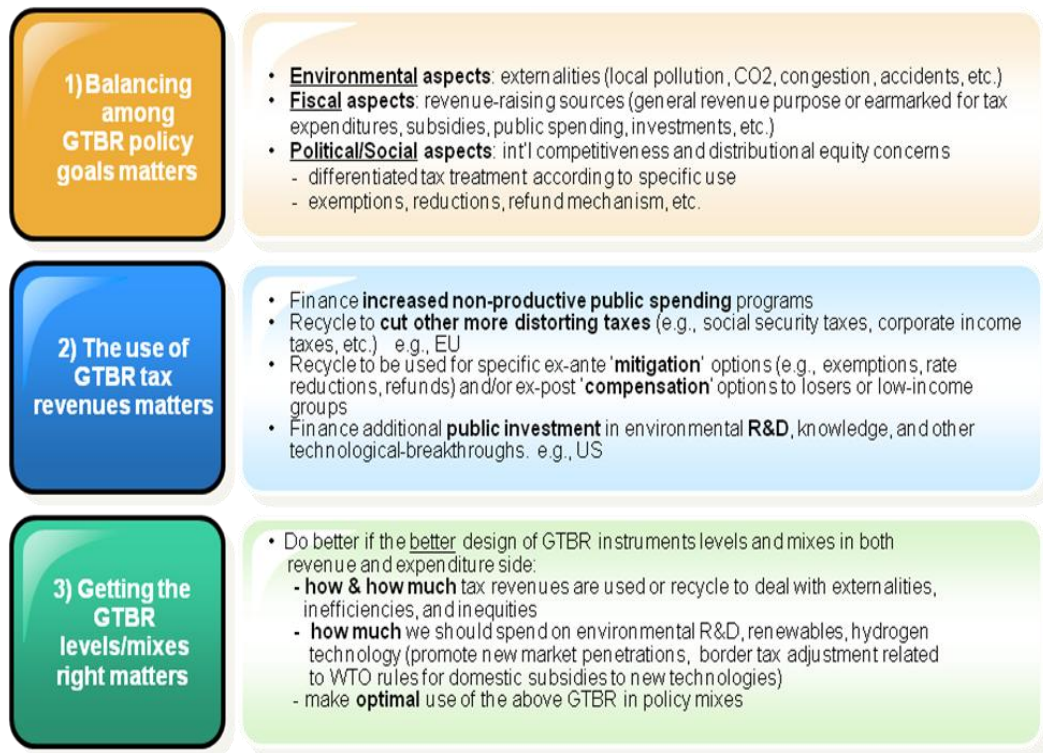 1) Balancing
among
GTBR policy
goals matters
• Environmental aspects: externalities (local pollution, CO2, congestion, accidents, etc.)
• Fiscal aspects: revenue-raising sources (general revenue purpose or earmarked for tax
expenditures, subsidies, public spending, investments, etc.)
• Political/Social aspects: int'l competitiveness and distributional equity concerns
- differentiated tax treatment according to specific use
- exemptions, reductions, refund mechanism, etc.
2) The use of
GTBR tax
revenues matters
• Finance increased non-productive public spending programs
• Recycle to cut other more distorting taxes (e.g., social security taxes, corporate income
taxes, etc.) e.g., EU
• Recycle to be used for specific ex-ante 'mitigation' options (e.g., exemptions, rate
reductions, refunds) and/or ex-post 'compensation' options to losers or low-income
groups
• Finance additional public investment in environmental R&D, knowledge, and other
technological-breakthroughs. e.g., US
3) Getting the
GTBR
levels/mixes
right matters
• Do better if the better design of GTBR instruments levels and mixes in both
revenue and expenditure side:
- how & how much tax revenues are used or recycle to deal with externalities,
inefficiencies, and inequities
- how much we should spend on environmental R&D, renewables, hydrogen
technology (promote new market penetrations, border tax adjustment related
to WTO rules for domestic subsidies to new technologies)
- make optimal use of the above GTBR in policy mixes